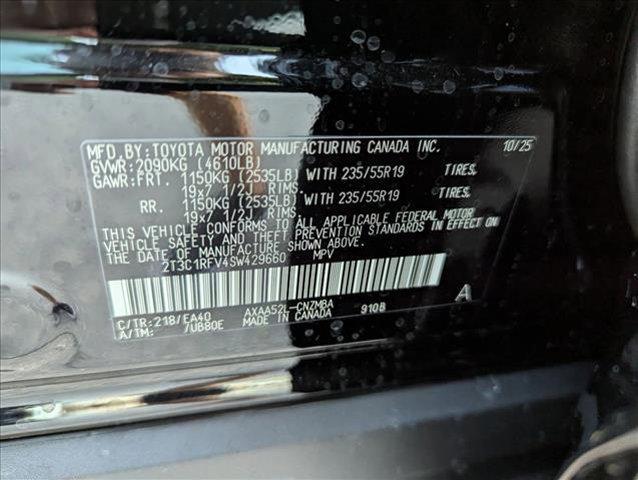 MFD. BY: TOYOTA MOTOR MANUFACTURING CANADA INC. 10/25
GVWR: 2090KG (4610LB)
GAWR: FRT. 1150KG (2535LB) WITH 235/55R19 TIRES,
19x7 1/2J RIMS.
RR. 1150KG (2535LB) WITH 235/55R19 TIRES,
19x7 1/2J RIMS.
THIS VEHICLE CONFORMS TO ALL APPLICABLE FEDERAL MOTOR
VEHICLE SAFETY AND THEFT PREVENTION STANDARDS IN EFFECT ON
THE DATE OF MANUFACTURE SHOWN ABOVE.
2T3C1RFV4SW429660 MPV
C/TR: 218/EA40 AXAA52L-CNZMBA 910B A
A/TM: 7UB80E MADE IN CANADA